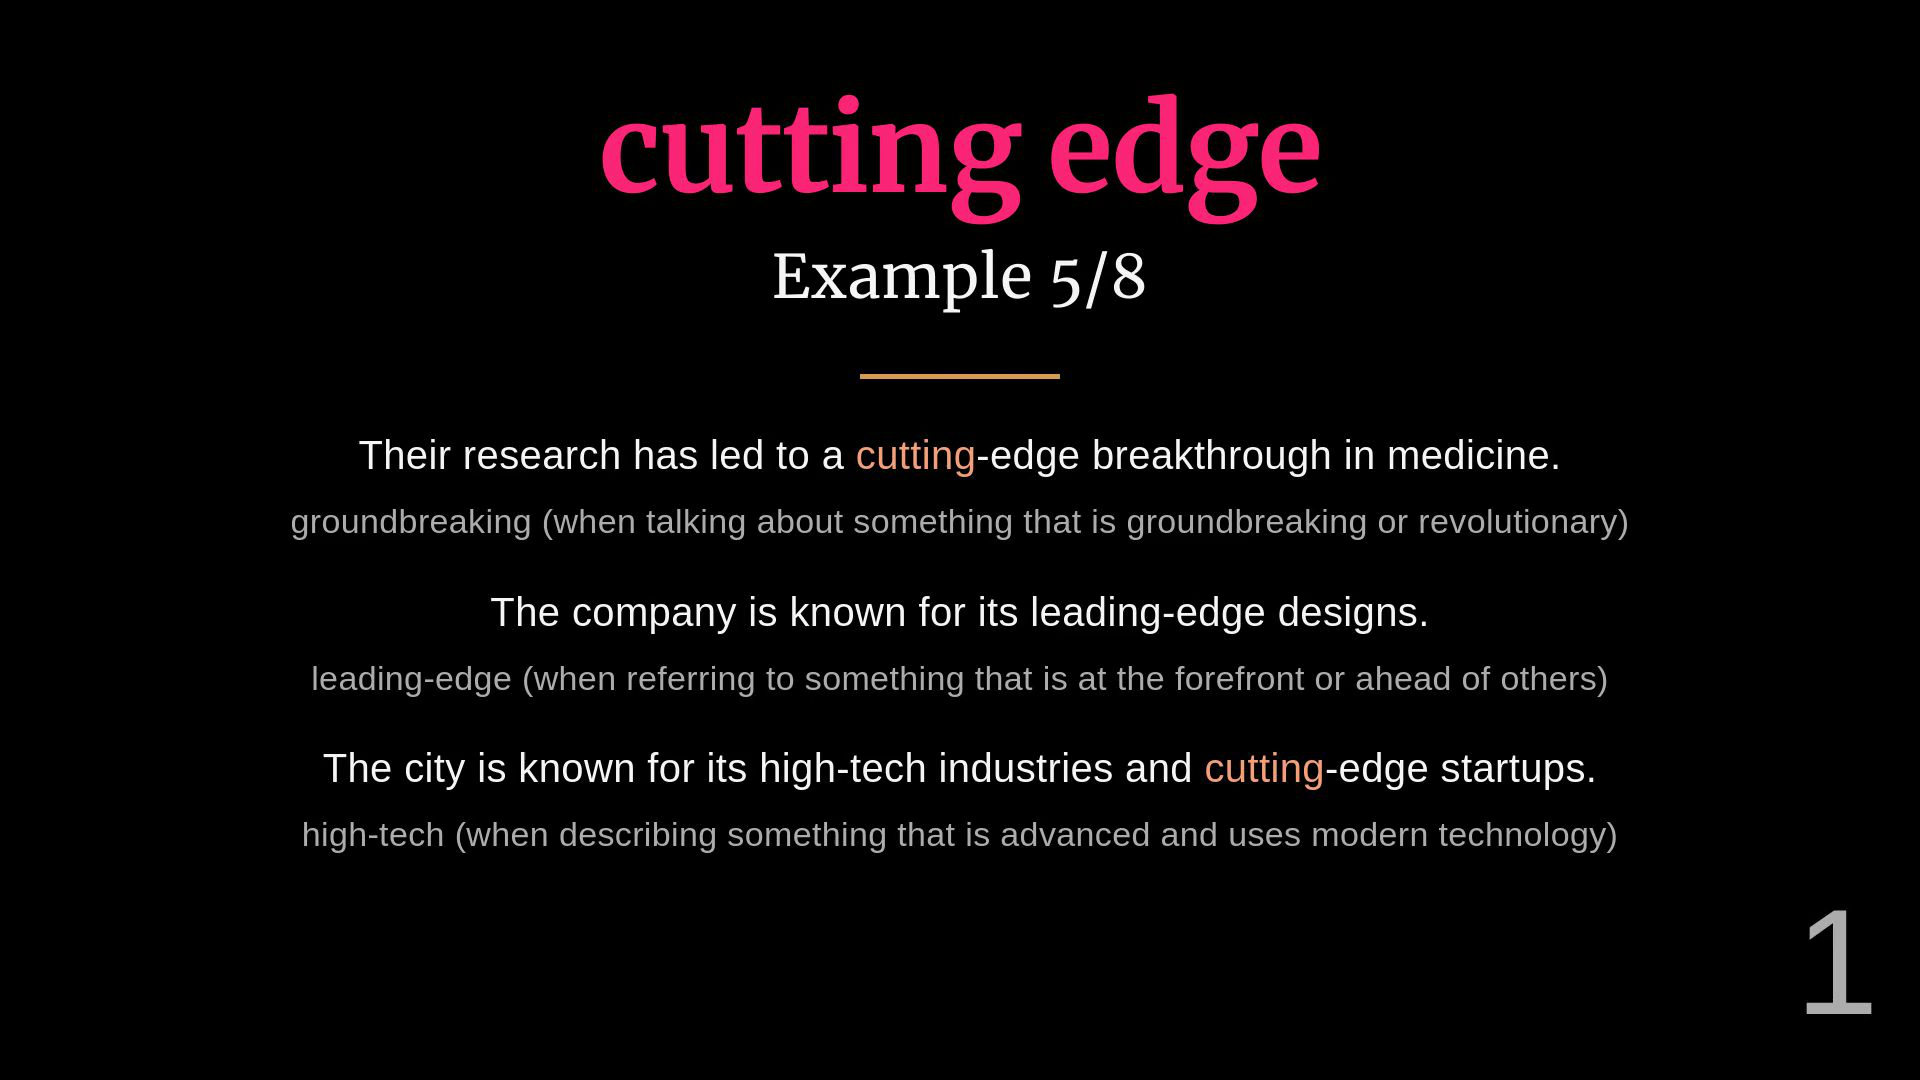 cutting edge
Example 5/8
Their research has led to a cutting-edge breakthrough in medicine.
groundbreaking (when talking about something that is groundbreaking or revolutionary)
The company is known for its leading-edge designs.
leading-edge (when referring to something that is at the forefront or ahead of others)
The city is known for its high-tech industries and cutting-edge startups.
high-tech (when describing something that is advanced and uses modern technology)
1